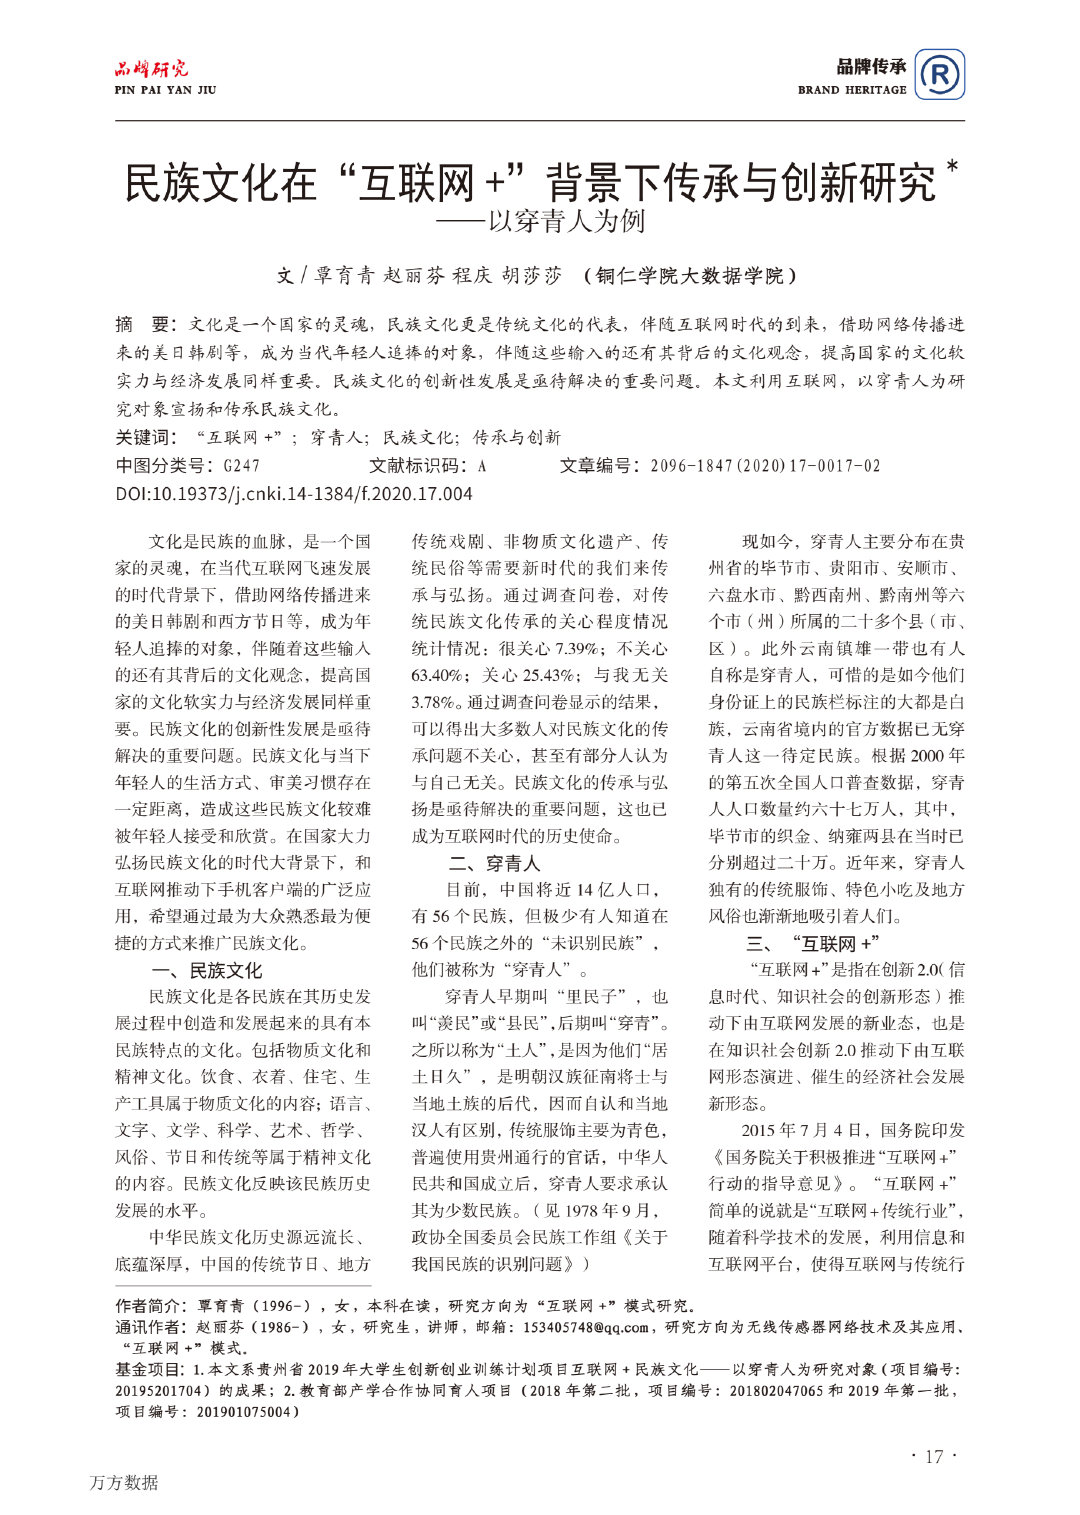 品牌研究
PIN PAI YAN JIU
品牌传承
BRAND HERITAGE
R
民族文化在“互联网 +”背景下传承与创新研究*
——以穿青人为例
文 / 覃育青 赵丽芬 程庆 胡莎莎 （铜仁学院大数据学院）
摘　要：文化是一个国家的灵魂，民族文化更是传统文化的代表，伴随互联网时代的到来，借助网络传播进
来的美日韩剧等，成为当代年轻人追捧的对象，伴随这些输入的还有其背后的文化观念，提高国家的文化软
实力与经济发展同样重要。民族文化的创新性发展是亟待解决的重要问题。本文利用互联网，以穿青人为研
究对象宣扬和传承民族文化。
关键词：“互联网 +”；穿青人；民族文化；传承与创新
中图分类号：G247　文献标识码：A　文章编号：2096-1847(2020)17-0017-02
DOI:10.19373/j.cnki.14-1384/f.2020.17.004
文化是民族的血脉，是一个国
家的灵魂，在当代互联网飞速发展
的时代背景下，借助网络传播进来
的美日韩剧和西方节日等，成为年
轻人追捧的对象，伴随着这些输入
的还有其背后的文化观念，提高国
家的文化软实力与经济发展同样重
要。民族文化的创新性发展是亟待
解决的重要问题。民族文化与当下
年轻人的生活方式、审美习惯存在
一定距离，造成这些民族文化较难
被年轻人接受和欣赏。在国家大力
弘扬民族文化的时代大背景下，和
互联网推动下手机客户端的广泛应
用，希望通过最为大众熟悉最为便
捷的方式来推广民族文化。
一、民族文化
民族文化是各民族在其历史发
展过程中创造和发展起来的具有本
民族特点的文化。包括物质文化和
精神文化。饮食、衣着、住宅、生
产工具属于物质文化的内容；语言、
文字、文学、科学、艺术、哲学、
风俗、节日和传统等属于精神文化
的内容。民族文化反映该民族历史
发展的水平。
中华民族文化历史源远流长、
底蕴深厚，中国的传统节日、地方
传统戏剧、非物质文化遗产、传
统民俗等需要新时代的我们来传
承与弘扬。通过调查问卷，对传
统民族文化传承的关心程度情况
统计情况：很关心 7.39%；不关心
63.40%；关心 25.43%；与我无关
3.78%。通过调查问卷显示的结果，
可以得出大多数人对民族文化的传
承问题不关心，甚至有部分人认为
与自己无关。民族文化的传承与弘
扬是亟待解决的重要问题，这也已
成为互联网时代的历史使命。
二、穿青人
目前，中国将近 14 亿人口，
有 56 个民族，但极少有人知道在
56 个民族之外的“未识别民族”，
他们被称为“穿青人”。
穿青人早期叫“里民子”，也
叫“羡民”或“县民”，后期叫“穿青”。
之所以称为“土人”，是因为他们“居
土日久”，是明朝汉族征南将士与
当地土族的后代，因而自认和当地
汉人有区别，传统服饰主要为青色，
普遍使用贵州通行的官话，中华人
民共和国成立后，穿青人要求承认
其为少数民族。（见 1978 年 9 月，
政协全国委员会民族工作组《关于
我国民族的识别问题》）
现如今，穿青人主要分布在贵
州省的毕节市、贵阳市、安顺市、
六盘水市、黔西南州、黔南州等六
个市（州）所属的二十多个县（市、
区）。此外云南镇雄一带也有人
自称是穿青人，可惜的是如今他们
身份证上的民族栏标注的大都是白
族，云南省境内的官方数据已无穿
青人这一待定民族。根据 2000 年
的第五次全国人口普查数据，穿青
人人口数量约六十七万人，其中，
毕节市的织金、纳雍两县在当时已
分别超过二十万。近年来，穿青人
独有的传统服饰、特色小吃及地方
风俗也渐渐地吸引着人们。
三、“互联网 +”
“互联网 +”是指在创新 2.0（信
息时代、知识社会的创新形态）推
动下由互联网发展的新业态，也是
在知识社会创新 2.0 推动下由互联
网形态演进、催生的经济社会发展
新形态。
2015 年 7 月 4 日，国务院印发
《国务院关于积极推进“互联网 +”
行动的指导意见》。“互联网 +”
简单的说就是“互联网 + 传统行业”，
随着科学技术的发展，利用信息和
互联网平台，使得互联网与传统行
作者简介：覃育青（1996-），女，本科在读，研究方向为“互联网 +”模式研究。
通讯作者：赵丽芬（1986-），女，研究生，讲师，邮箱：153405748@qq.com，研究方向为无线传感器网络技术及其应用、
“互联网 +”模式。
基金项目：1.本文系贵州省 2019 年大学生创新创业训练计划项目互联网 + 民族文化——以穿青人为研究对象（项目编号：
20195201704）的成果；2.教育部产学合作协同育人项目（2018 年第二批，项目编号：201802047065 和 2019 年第一批，
项目编号：201901075004）
· 17 ·
万方数据